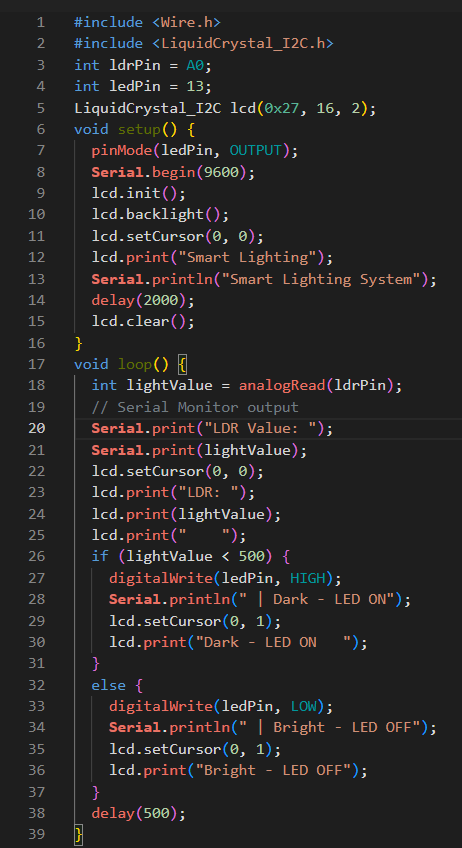 1 #include <Wire.h>
2 #include <LiquidCrystal_I2C.h>
3 int ldrPin = A0;
4 int ledPin = 13;
5 LiquidCrystal_I2C lcd(0x27, 16, 2);
6 void setup() {
7   pinMode(ledPin, OUTPUT);
8   Serial.begin(9600);
9   lcd.init();
10   lcd.backlight();
11   lcd.setCursor(0, 0);
12   lcd.print("Smart Lighting");
13   Serial.println("Smart Lighting System");
14   delay(2000);
15   lcd.clear();
16 }
17 void loop() {
18   int lightValue = analogRead(ldrPin);
19   // Serial Monitor output
20   Serial.print("LDR Value: ");
21   Serial.print(lightValue);
22   lcd.setCursor(0, 0);
23   lcd.print("LDR: ");
24   lcd.print(lightValue);
25   lcd.print("    ");
26   if (lightValue < 500) {
27     digitalWrite(ledPin, HIGH);
28     Serial.println(" | Dark - LED ON");
29     lcd.setCursor(0, 1);
30     lcd.print("Dark - LED ON   ");
31   }
32   else {
33     digitalWrite(ledPin, LOW);
34     Serial.println(" | Bright - LED OFF");
35     lcd.setCursor(0, 1);
36     lcd.print("Bright - LED OFF");
37   }
38   delay(500);
39 }